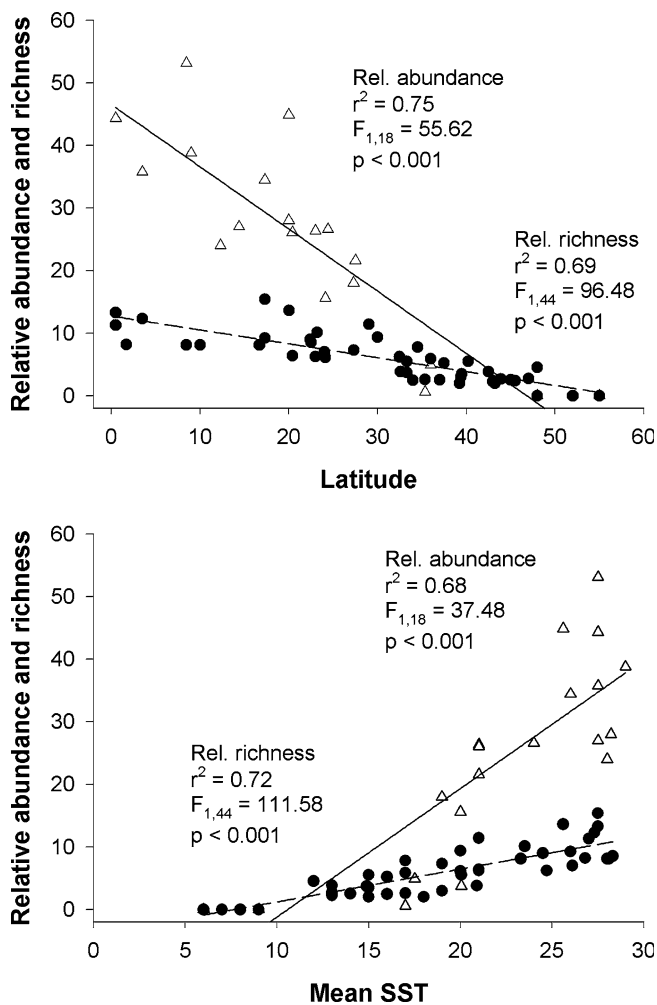 60
50
40
30
20
10
0
Relative abundance and richness
Rel. abundance
r² = 0.75
F₁,₁₈ = 55.62
p < 0.001
Rel. richness
r² = 0.69
F₁,₄₄ = 96.48
p < 0.001
0 10 20 30 40 50 60
Latitude
60
50
40
30
20
10
0
Relative abundance and richness
Rel. abundance
r² = 0.68
F₁,₁₈ = 37.48
p < 0.001
Rel. richness
r² = 0.72
F₁,₄₄ = 111.58
p < 0.001
0 5 10 15 20 25 30
Mean SST